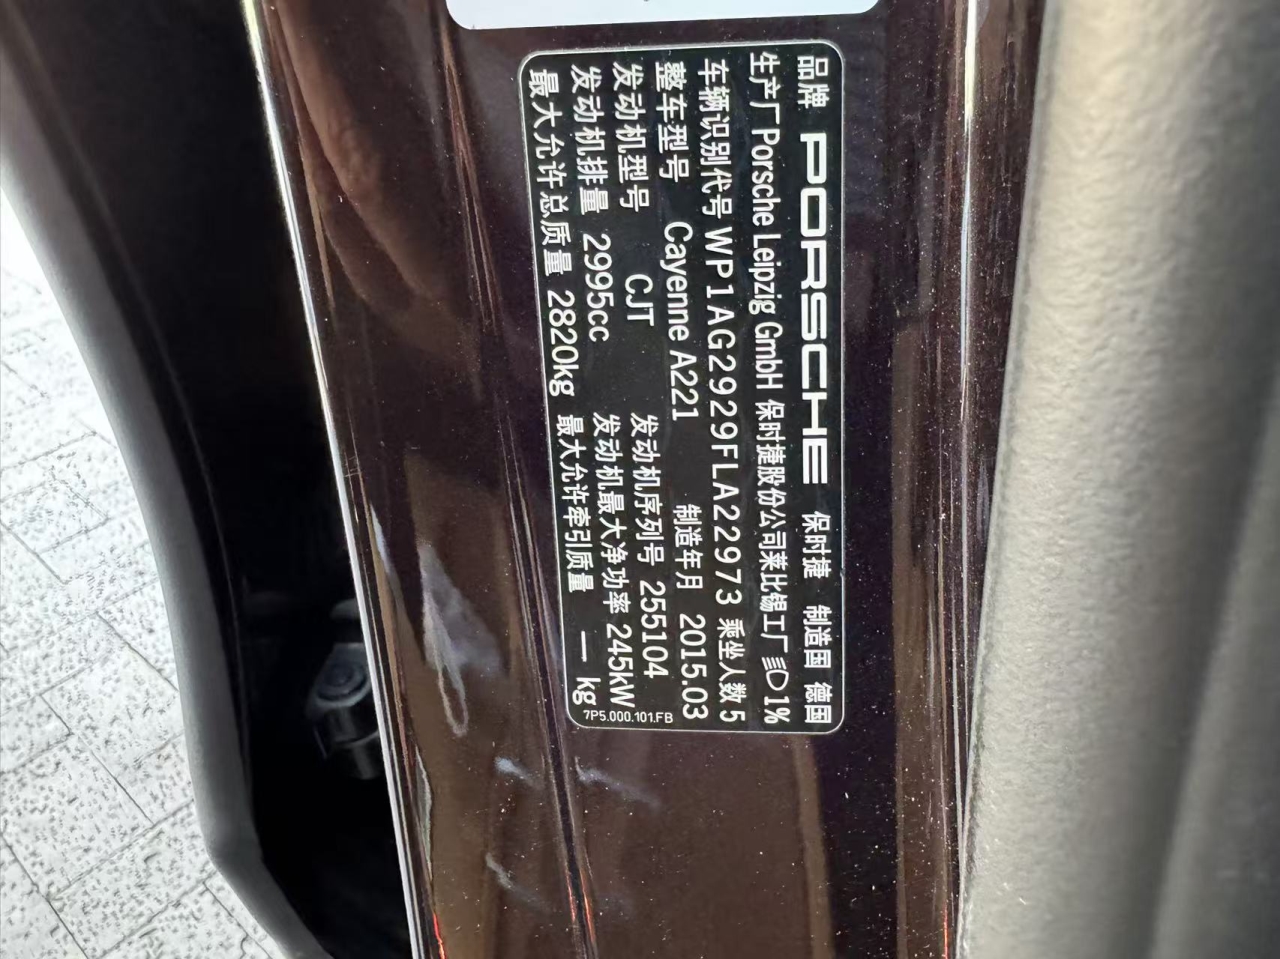 品牌 PORSCHE 保时捷 制造国 德国
生产厂 Porsche Leipzig GmbH 保时捷股份公司莱比锡工厂 1%
车辆识别代号 WP1AG2929FLA22973 乘坐人数 5
整车型号 Cayenne A221 制造年月 2015.03
发动机型号 CJT 发动机序列号 255104
发动机排量 2995cc 发动机最大净功率 245kW
最大允许总质量 2820kg 最大允许牵引质量 — kg
7P5.000.101.FB